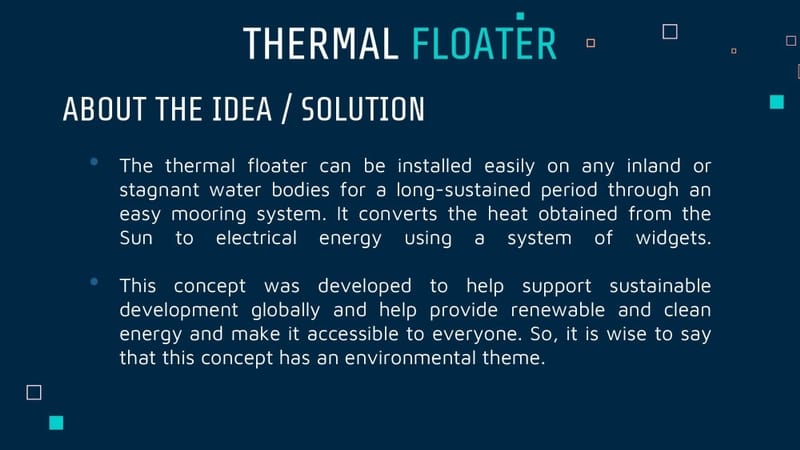 THERMAL FLOATER
ABOUT THE IDEA / SOLUTION
• The thermal floater can be installed easily on any inland or
stagnant water bodies for a long-sustained period through an
easy mooring system. It converts the heat obtained from the
Sun to electrical energy using a system of widgets.
• This concept was developed to help support sustainable
development globally and help provide renewable and clean
energy and make it accessible to everyone. So, it is wise to say
that this concept has an environmental theme.